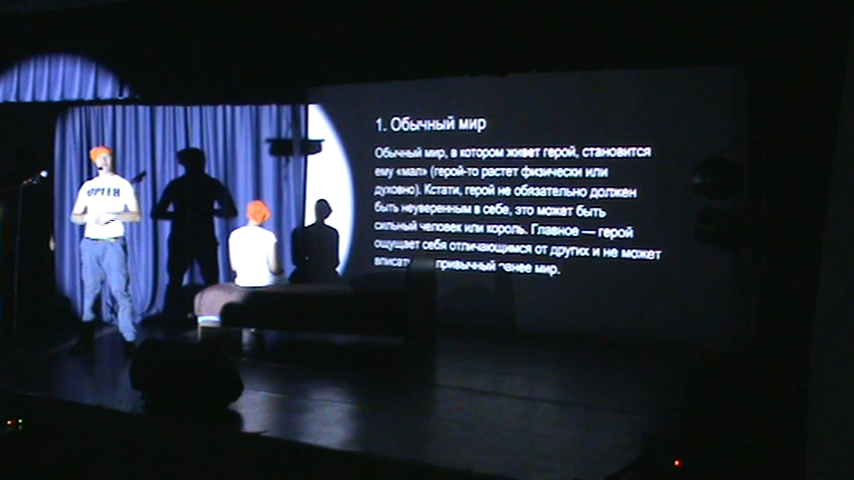 1. Обычный мир
Обычный мир, в котором живет герой, становится
ему «мал» (герой-то растет физически или
духовно). Кстати, герой не обязательно должен
быть неуверенным в себе, это может быть
сильный человек или король. Главное — герой
ощущает себя отличающимся от других и не может
привычный ранее мир.